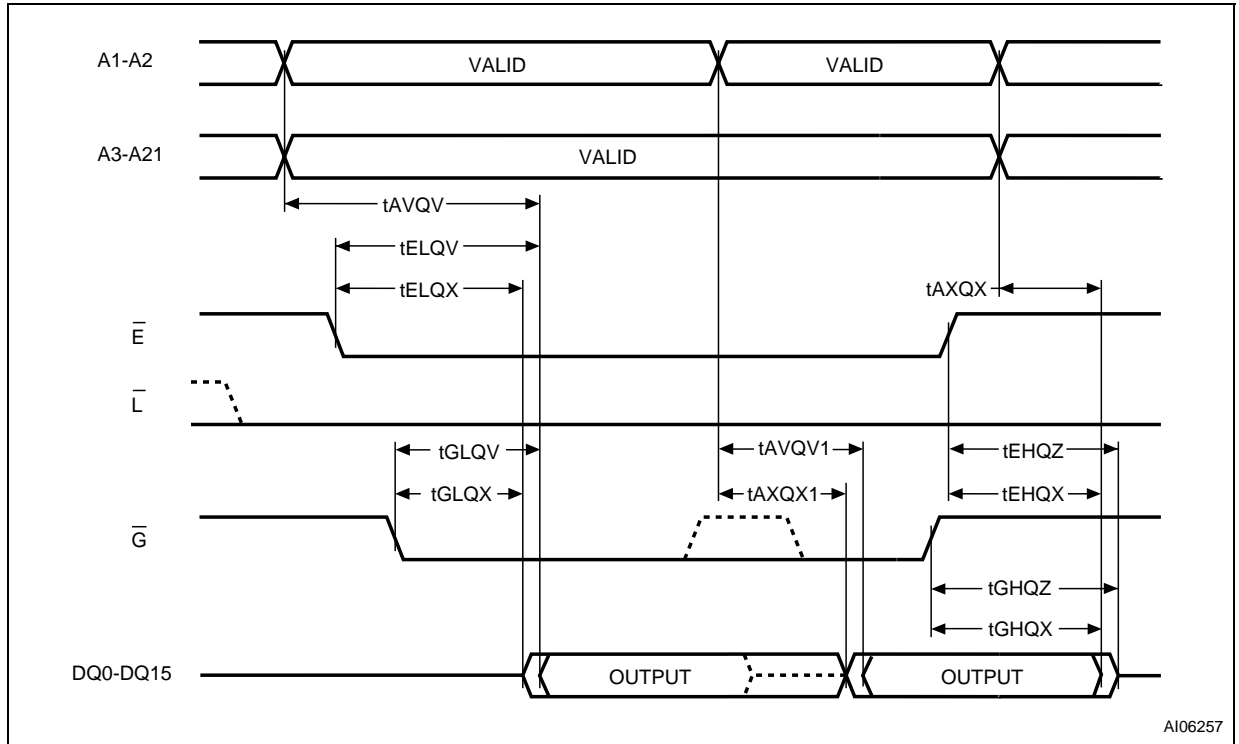 A1-A2 VALID VALID
A3-A21 VALID
tAVQV
tELQV
tELQX tAXQX
E̅
L̅
tGLQV tAVQV1 tEHQZ
tGLQX tAXQX1 tEHQX
G̅
tGHQZ
tGHQX
DQ0-DQ15 OUTPUT OUTPUT
AI06257